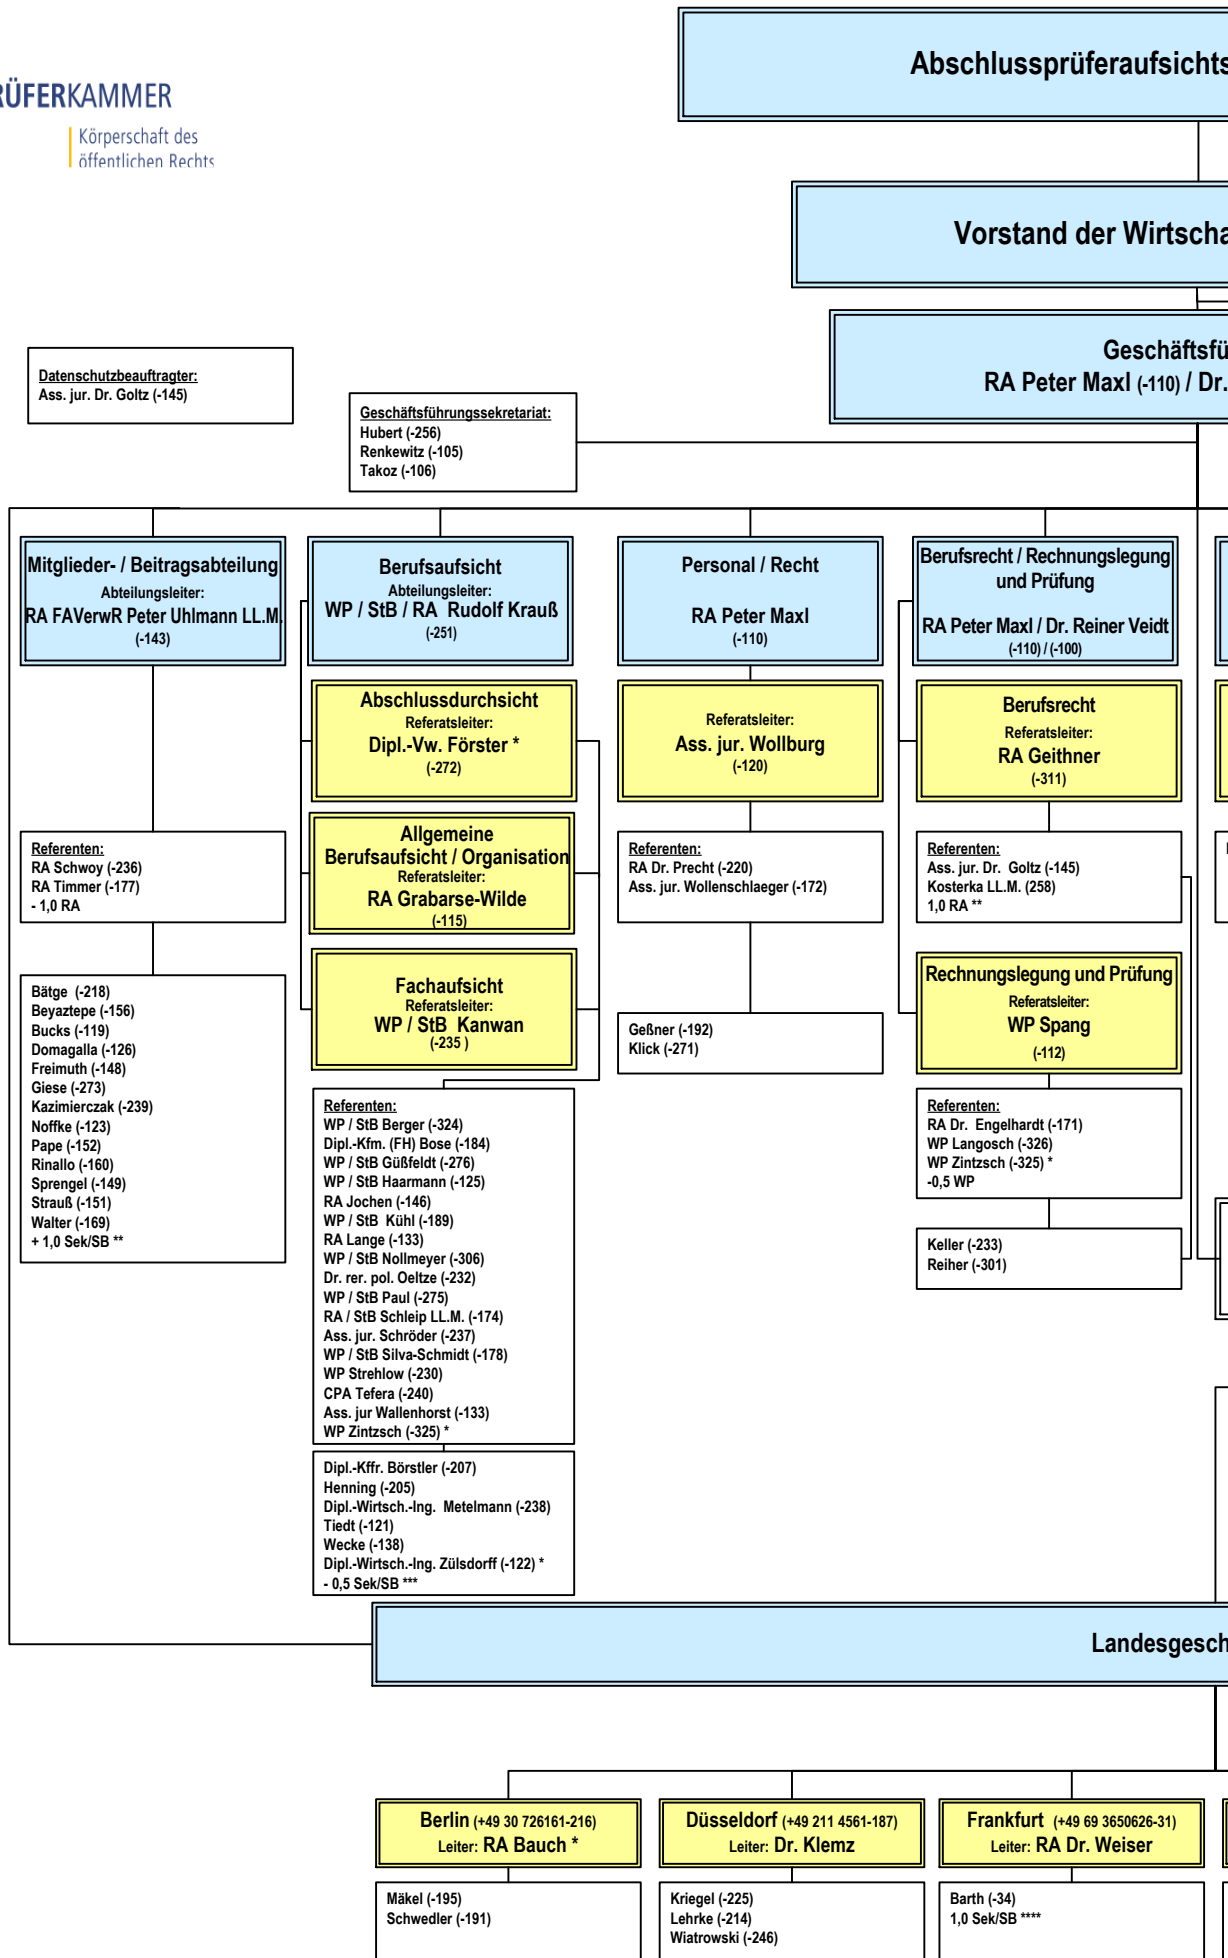 Abschlussprüferaufsichts
RÜFERKAMMER
Körperschaft des
öffentlichen Rechts
Vorstand der Wirtscha
Geschäftsfü
RA Peter Maxl (-110) / Dr.
Datenschutzbeauftragter:
Ass. jur. Dr. Goltz (-145)
Geschäftsführungssekretariat:
Hubert (-256)
Renkewitz (-105)
Takoz (-106)
Mitglieder- / Beitragsabteilung
Abteilungsleiter:
RA FAVerwR Peter Uhlmann LL.M.
(-143)
Referenten:
RA Schwoy (-236)
RA Timmer (-177)
- 1,0 RA
Bätge (-218)
Beyaztepe (-156)
Bucks (-119)
Domagalla (-126)
Freimuth (-148)
Giese (-273)
Kazimierczak (-239)
Noffke (-123)
Pape (-152)
Rinallo (-160)
Sprengel (-149)
Strauß (-151)
Walter (-169)
+ 1,0 Sek/SB **
Berufsaufsicht
Abteilungsleiter:
WP / StB / RA Rudolf Krauß
(-251)
Abschlussdurchsicht
Referatsleiter:
Dipl.-Vw. Förster *
(-272)
Allgemeine
Berufsaufsicht / Organisation
Referatsleiter:
RA Grabarse-Wilde
(-115)
Fachaufsicht
Referatsleiter:
WP / StB Kanwan
(-235 )
Referenten:
WP / StB Berger (-324)
Dipl.-Kfm. (FH) Bose (-184)
WP / StB Güßfeldt (-276)
WP / StB Haarmann (-125)
RA Jochen (-146)
WP / StB Kühl (-189)
RA Lange (-133)
WP / StB Nollmeyer (-306)
Dr. rer. pol. Oeltze (-232)
WP / StB Paul (-275)
RA / StB Schleip LL.M. (-174)
Ass. jur. Schröder (-237)
WP / StB Silva-Schmidt (-178)
WP Strehlow (-230)
CPA Tefera (-240)
Ass. jur Wallenhorst (-133)
WP Zintzsch (-325) *
Dipl.-Kffr. Börstler (-207)
Henning (-205)
Dipl.-Wirtsch.-Ing. Metelmann (-238)
Tiedt (-121)
Wecke (-138)
Dipl.-Wirtsch.-Ing. Zülsdorff (-122) *
- 0,5 Sek/SB ***
Personal / Recht
RA Peter Maxl
(-110)
Referatsleiter:
Ass. jur. Wollburg
(-120)
Referenten:
RA Dr. Precht (-220)
Ass. jur. Wollenschlaeger (-172)
Geßner (-192)
Klick (-271)
Berufsrecht / Rechnungslegung
und Prüfung
RA Peter Maxl / Dr. Reiner Veidt
(-110) / (-100)
Berufsrecht
Referatsleiter:
RA Geithner
(-311)
Referenten:
Ass. jur. Dr. Goltz (-145)
Kosterka LL.M. (258)
1,0 RA **
Rechnungslegung und Prüfung
Referatsleiter:
WP Spang
(-112)
Referenten:
RA Dr. Engelhardt (-171)
WP Langosch (-326)
WP Zintzsch (-325) *
-0,5 WP
Keller (-233)
Reiher (-301)
Landesgesch
Berlin (+49 30 726161-216)
Leiter: RA Bauch *
Mäkel (-195)
Schwedler (-191)
Düsseldorf (+49 211 4561-187)
Leiter: Dr. Klemz
Kriegel (-225)
Lehrke (-214)
Wiatrowski (-246)
Frankfurt (+49 69 3650626-31)
Leiter: RA Dr. Weiser
Barth (-34)
1,0 Sek/SB ****